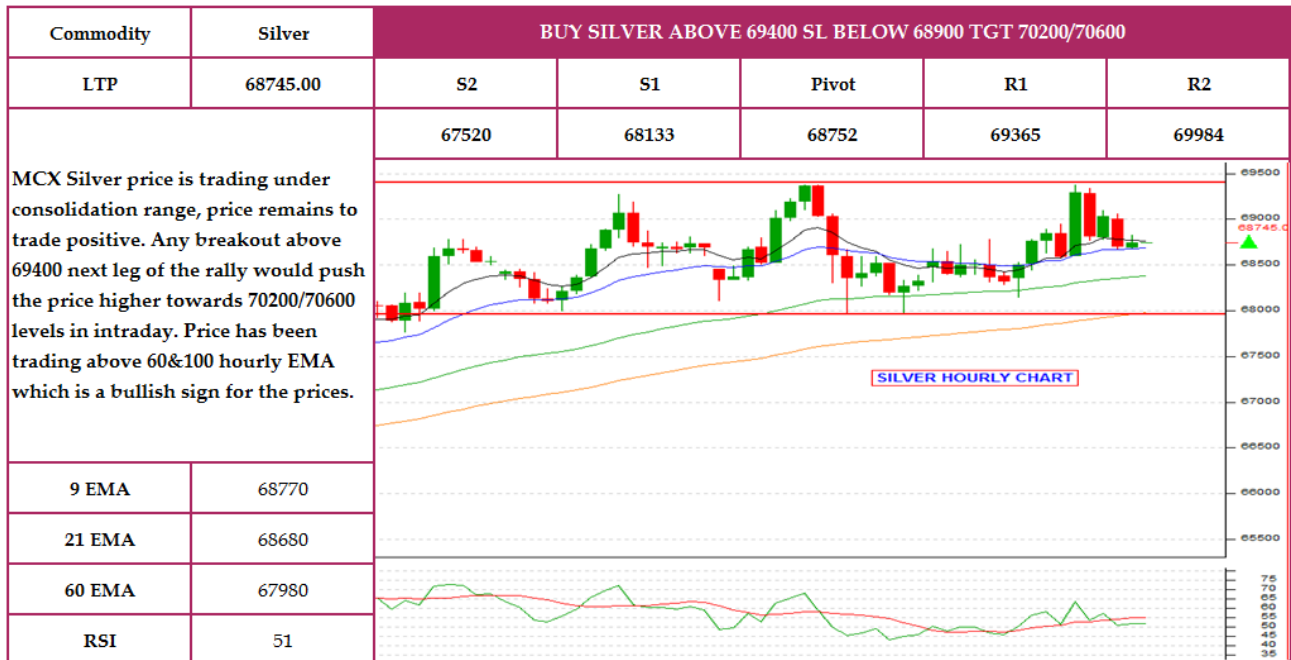 Commodity Silver BUY SILVER ABOVE 69400 SL BELOW 68900 TGT 70200/70600
LTP 68745.00 S2 S1 Pivot R1 R2
67520 68133 68752 69365 69984
MCX Silver price is trading under
consolidation range, price remains to
trade positive. Any breakout above
69400 next leg of the rally would push
the price higher towards 70200/70600
levels in intraday. Price has been
trading above 60&100 hourly EMA
which is a bullish sign for the prices.
69500
69000
68745.0
68500
68000
67500
SILVER HOURLY CHART
67000
66500
66000
65500
9 EMA 68770
21 EMA 68680
60 EMA 67980
RSI 51
75
70
65
60
55
50
45
40
35